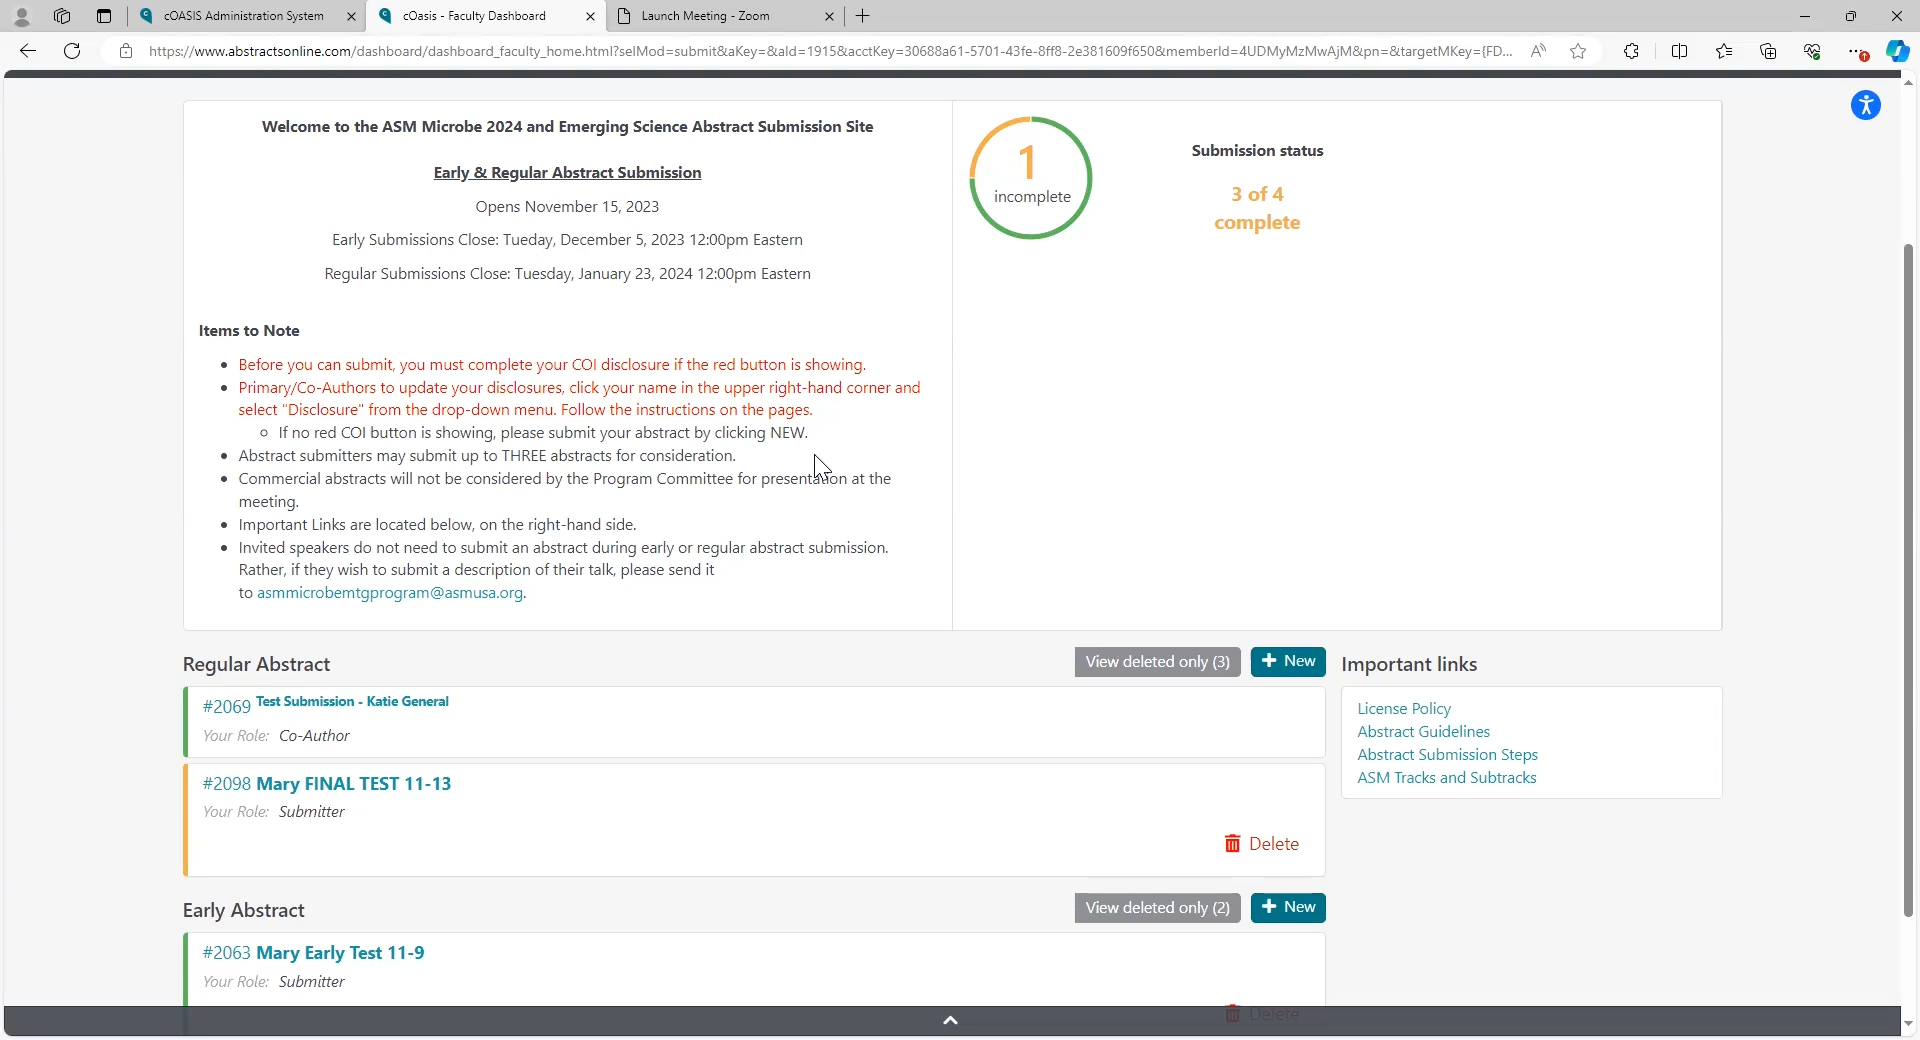 cOASIS Administration System
cOasis - Faculty Dashboard
Launch Meeting - Zoom
https://www.abstractsonline.com/dashboard/dashboard_faculty_home.html?selMod=submit&aKey=&aId=1915&acctKey=30688a61-5701-43fe-8ff8-2e381609f650&memberId=4UDMyMzMwAjM&pn=&targetMKey={FD...
Welcome to the ASM Microbe 2024 and Emerging Science Abstract Submission Site
Early & Regular Abstract Submission
Opens November 15, 2023
Early Submissions Close: Tueday, December 5, 2023 12:00pm Eastern
Regular Submissions Close: Tuesday, January 23, 2024 12:00pm Eastern
Items to Note
Before you can submit, you must complete your COI disclosure if the red button is showing.
Primary/Co-Authors to update your disclosures, click your name in the upper right-hand corner and
select "Disclosure" from the drop-down menu. Follow the instructions on the pages.
If no red COI button is showing, please submit your abstract by clicking NEW.
Abstract submitters may submit up to THREE abstracts for consideration.
Commercial abstracts will not be considered by the Program Committee for presentation at the
meeting.
Important Links are located below, on the right-hand side.
Invited speakers do not need to submit an abstract during early or regular abstract submission.
Rather, if they wish to submit a description of their talk, please send it
to asmmicrobemtgprogram@asmusa.org.
1
incomplete
Submission status
3 of 4
complete
Regular Abstract
View deleted only (3)
+ New
#2069 Test Submission - Katie General
Your Role: Co-Author
#2098 Mary FINAL TEST 11-13
Your Role: Submitter
Delete
Important links
License Policy
Abstract Guidelines
Abstract Submission Steps
ASM Tracks and Subtracks
Early Abstract
View deleted only (2)
+ New
#2063 Mary Early Test 11-9
Your Role: Submitter
Delete